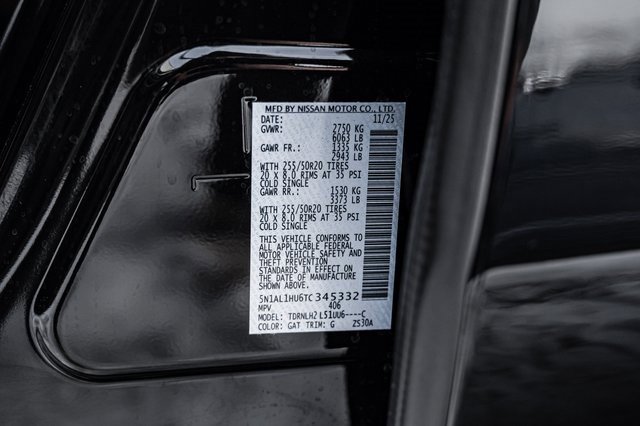 MFD BY NISSAN MOTOR CO., LTD.
DATE: 11/25
GVWR: 2750 KG
6063 LB
GAWR FR.: 1335 KG
2943 LB
WITH 255/50R20 TIRES
20 x 8.0 RIMS AT 35 PSI
COLD SINGLE
GAWR RR.: 1530 KG
3373 LB
WITH 255/50R20 TIRES
20 x 8.0 RIMS AT 35 PSI
COLD SINGLE
THIS VEHICLE CONFORMS TO
ALL APPLICABLE FEDERAL
MOTOR VEHICLE SAFETY AND
THEFT PREVENTION
STANDARDS IN EFFECT ON
THE DATE OF MANUFACTURE
SHOWN ABOVE.
5N1AL1HU6TC345332
MPV 406
MODEL: TDRNLH2 L51UU6----C
COLOR: GAT TRIM: G ZS30A